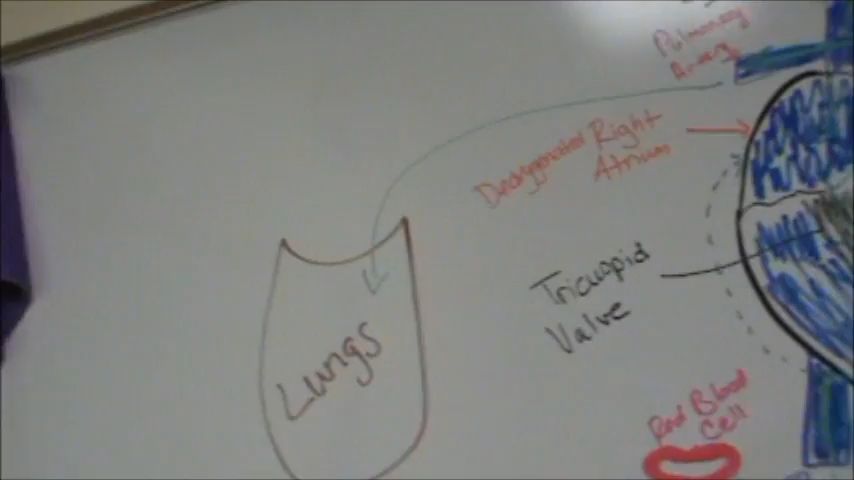 Pulmonary
Artery
Deoxygenated Right
Atrium
Tricuspid
Valve
Lungs
Red Blood
Cell